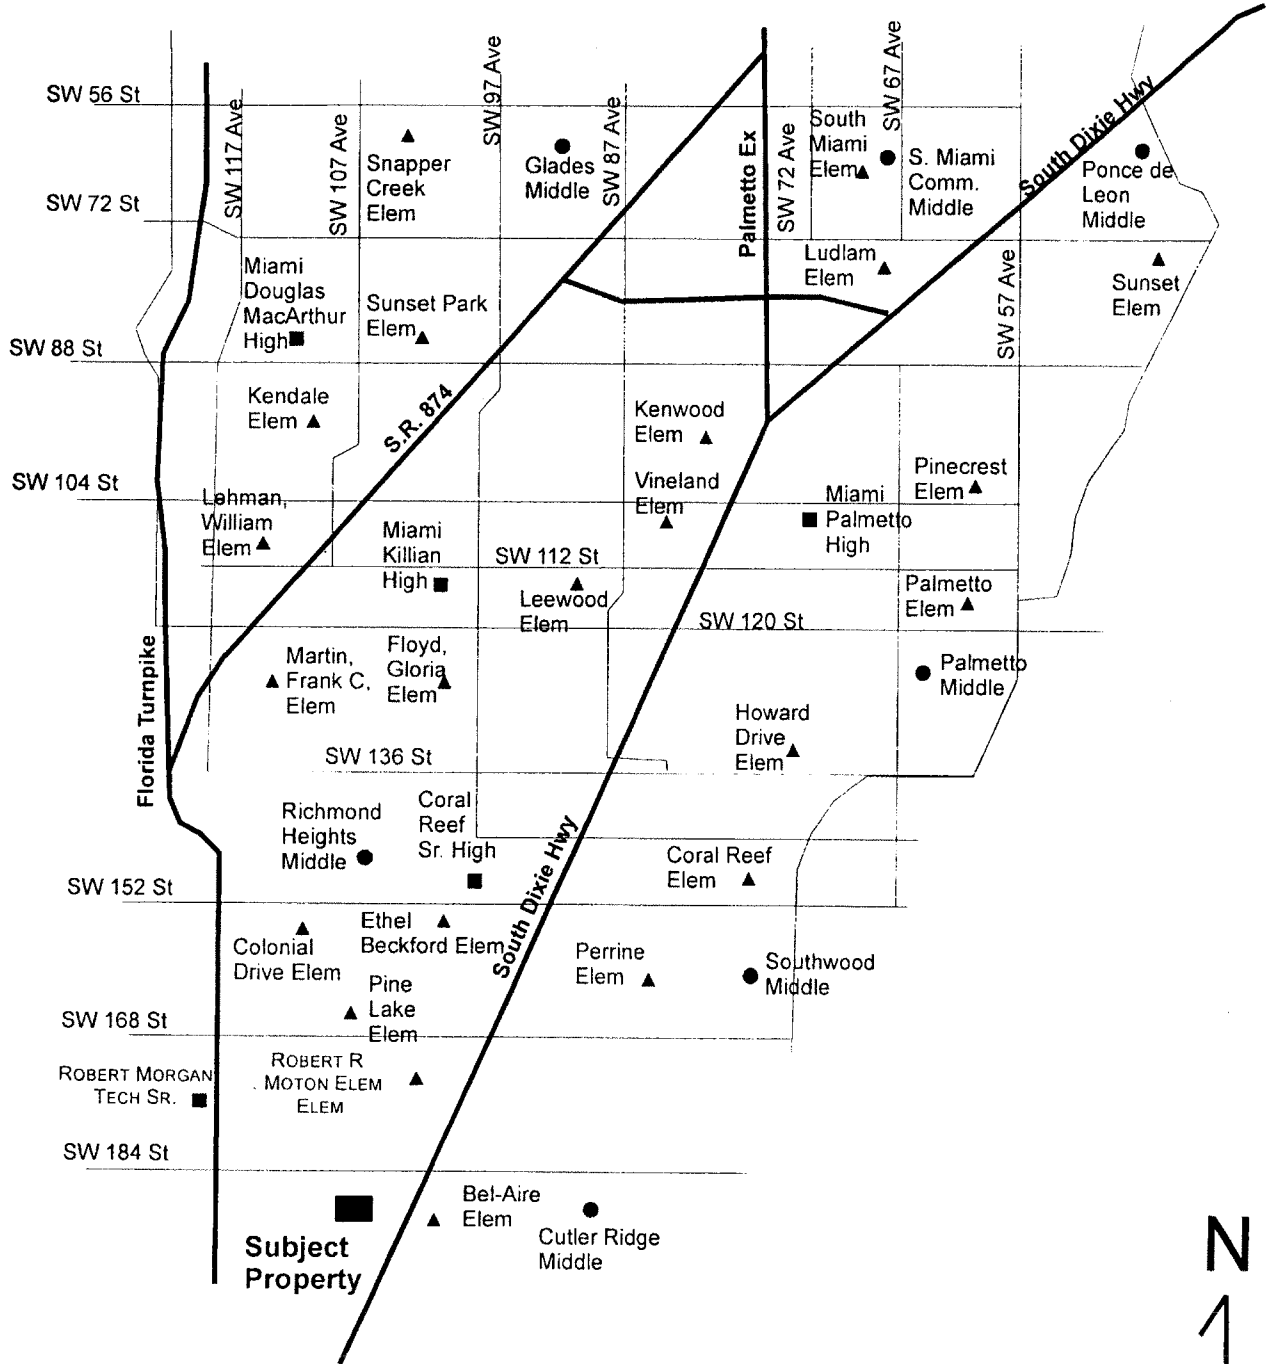 SW 56 St
SW 72 St
SW 88 St
SW 104 St
SW 112 St
SW 120 St
SW 136 St
SW 152 St
SW 168 St
SW 184 St
SW 117 Ave
SW 107 Ave
SW 97 Ave
SW 87 Ave
Palmetto Ex
SW 72 Ave
SW 67 Ave
SW 57 Ave
South Dixie Hwy
S.R. 874
Florida Turnpike
South Dixie Hwy
Snapper
Creek
Elem
Glades
Middle
South
Miami
Elem
S. Miami
Comm.
Middle
Ponce de
Leon
Middle
Miami
Douglas
MacArthur
High
Sunset Park
Elem
Ludlam
Elem
Sunset
Elem
Kendale
Elem
Kenwood
Elem
Lehman,
William
Elem
Miami
Killian
High
Vineland
Elem
Miami
Palmetto
High
Pinecrest
Elem
Leewood
Elem
Palmetto
Elem
Martin,
Frank C,
Elem
Floyd,
Gloria
Elem
Palmetto
Middle
Howard
Drive
Elem
Richmond
Heights
Middle
Coral
Reef
Sr. High
Coral Reef
Elem
Colonial
Drive Elem
Ethel
Beckford Elem
Perrine
Elem
Southwood
Middle
Pine
Lake
Elem
ROBERT MORGAN
TECH SR.
ROBERT R
MOTON ELEM
ELEM
Subject
Property
Bel-Aire
Elem
Cutler Ridge
Middle
N